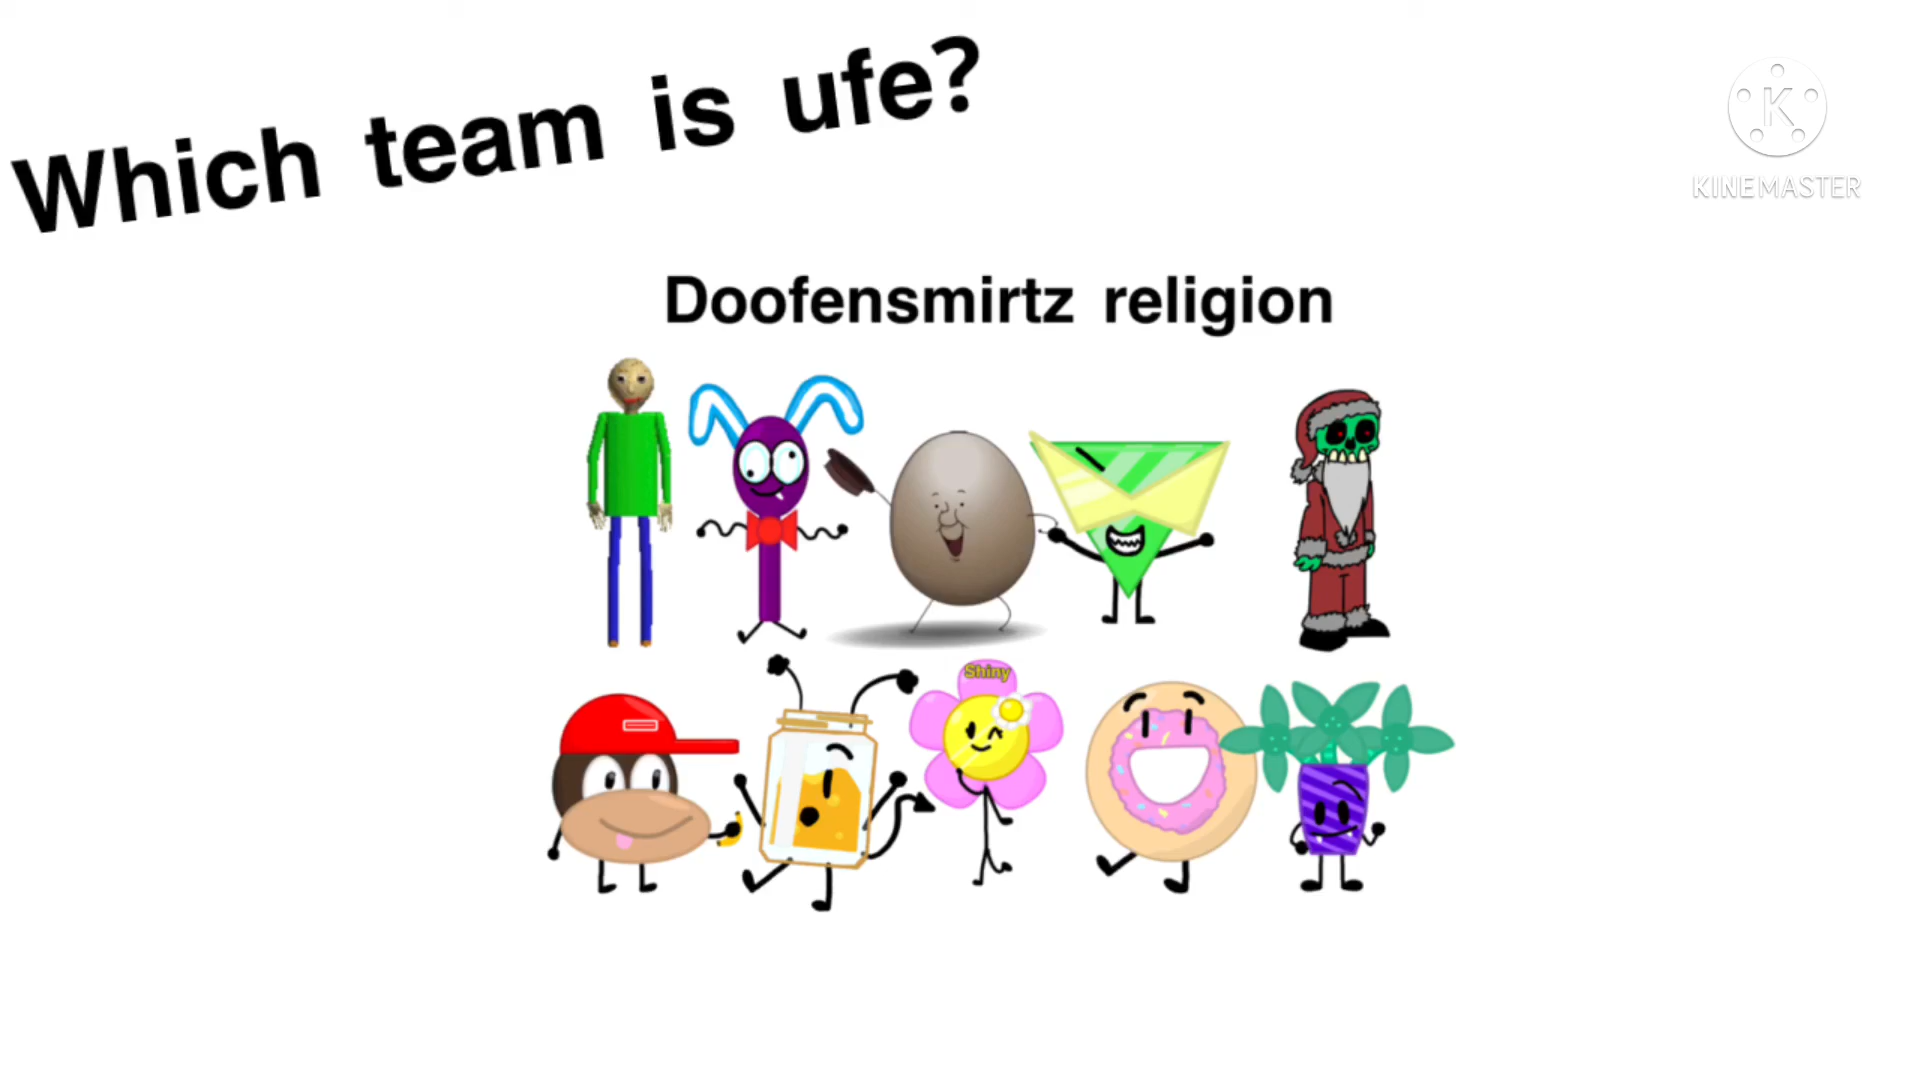 Which team is ufe?
K
KINEMASTER
Doofensmirtz religion
Shiny